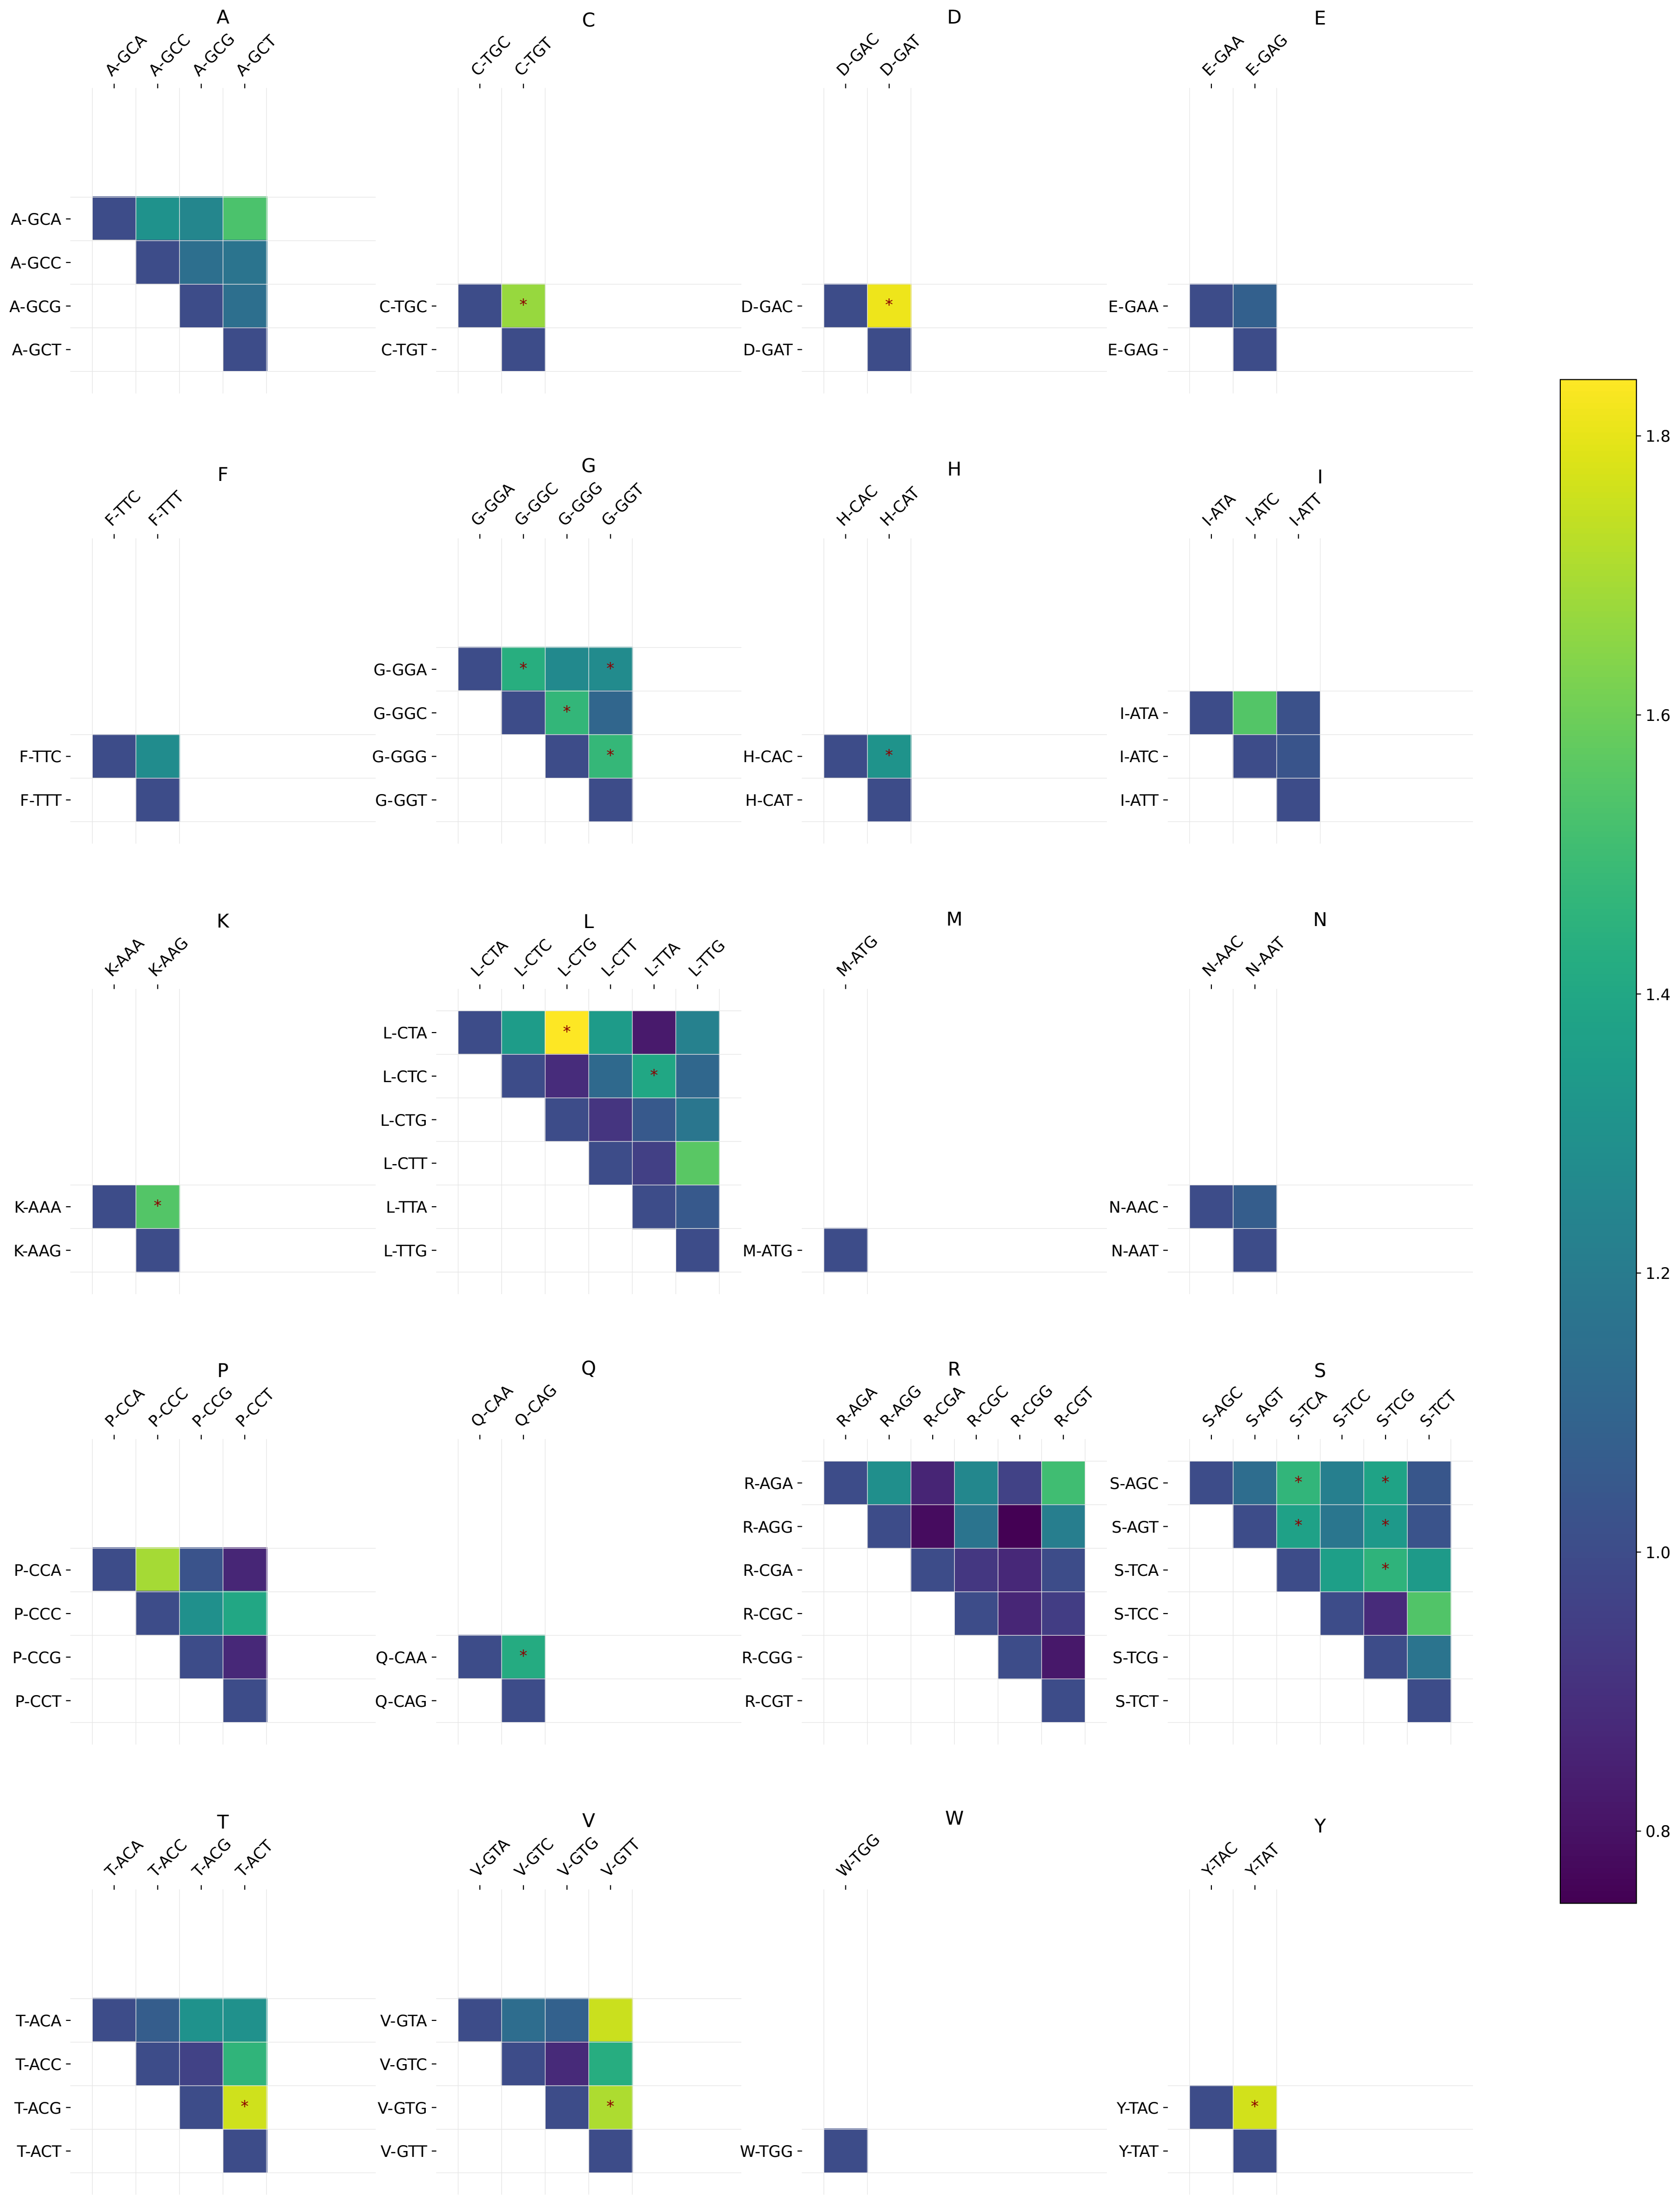 A
C
D
E
A-GCA A-GCC A-GCG A-GCT
C-TGC C-TGT
D-GAC D-GAT
E-GAA E-GAG
A-GCA
A-GCC
A-GCG
A-GCT
C-TGC
*
C-TGT
D-GAC
*
D-GAT
E-GAA
E-GAG
F
G
H
I
F-TTC F-TTT
G-GGA G-GGC G-GGG G-GGT
H-CAC H-CAT
I-ATA I-ATC I-ATT
F-TTC
F-TTT
G-GGA
* *
G-GGC
*
G-GGG
*
G-GGT
H-CAC
*
H-CAT
I-ATA
I-ATC
I-ATT
K
L
M
N
K-AAA K-AAG
L-CTA L-CTC L-CTG L-CTT L-TTA L-TTG
M-ATG
N-AAC N-AAT
K-AAA
*
K-AAG
L-CTA
*
L-CTC
*
L-CTG
L-CTT
L-TTA
L-TTG
M-ATG
N-AAC
N-AAT
P
Q
R
S
P-CCA P-CCC P-CCG P-CCT
Q-CAA Q-CAG
R-AGA R-AGG R-CGA R-CGC R-CGG R-CGT
S-AGC S-AGT S-TCA S-TCC S-TCG S-TCT
P-CCA
P-CCC
P-CCG
P-CCT
Q-CAA
*
Q-CAG
R-AGA
R-AGG
R-CGA
R-CGC
R-CGG
R-CGT
S-AGC
* *
S-AGT
* *
S-TCA
*
S-TCC
S-TCG
S-TCT
T
V
W
Y
T-ACA T-ACC T-ACG T-ACT
V-GTA V-GTC V-GTG V-GTT
W-TGG
Y-TAC Y-TAT
T-ACA
T-ACC
T-ACG
*
T-ACT
V-GTA
V-GTC
V-GTG
*
V-GTT
W-TGG
Y-TAC
*
Y-TAT
1.8
1.6
1.4
1.2
1.0
0.8